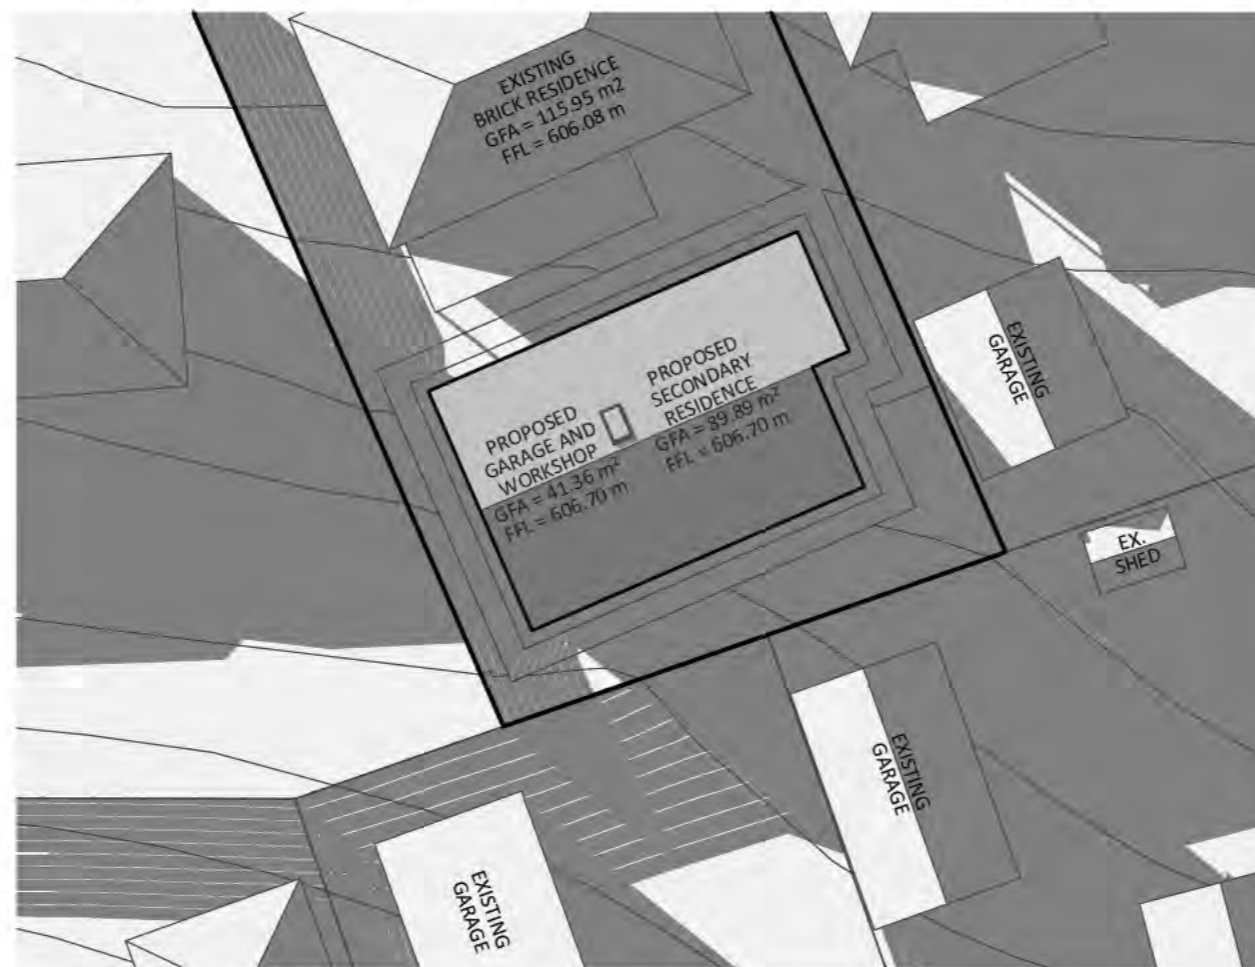 EXISTING
BRICK RESIDENCE
GFA = 115.95 m2
FFL = 606.08 m
PROPOSED
SECONDARY
RESIDENCE
GFA = 89.89 m²
FFL = 606.70 m
PROPOSED
GARAGE AND
WORKSHOP
GFA = 41.36 m²
FFL = 606.70 m
EXISTING
GARAGE
EX.
SHED
EXISTING
GARAGE
EXISTING
GARAGE